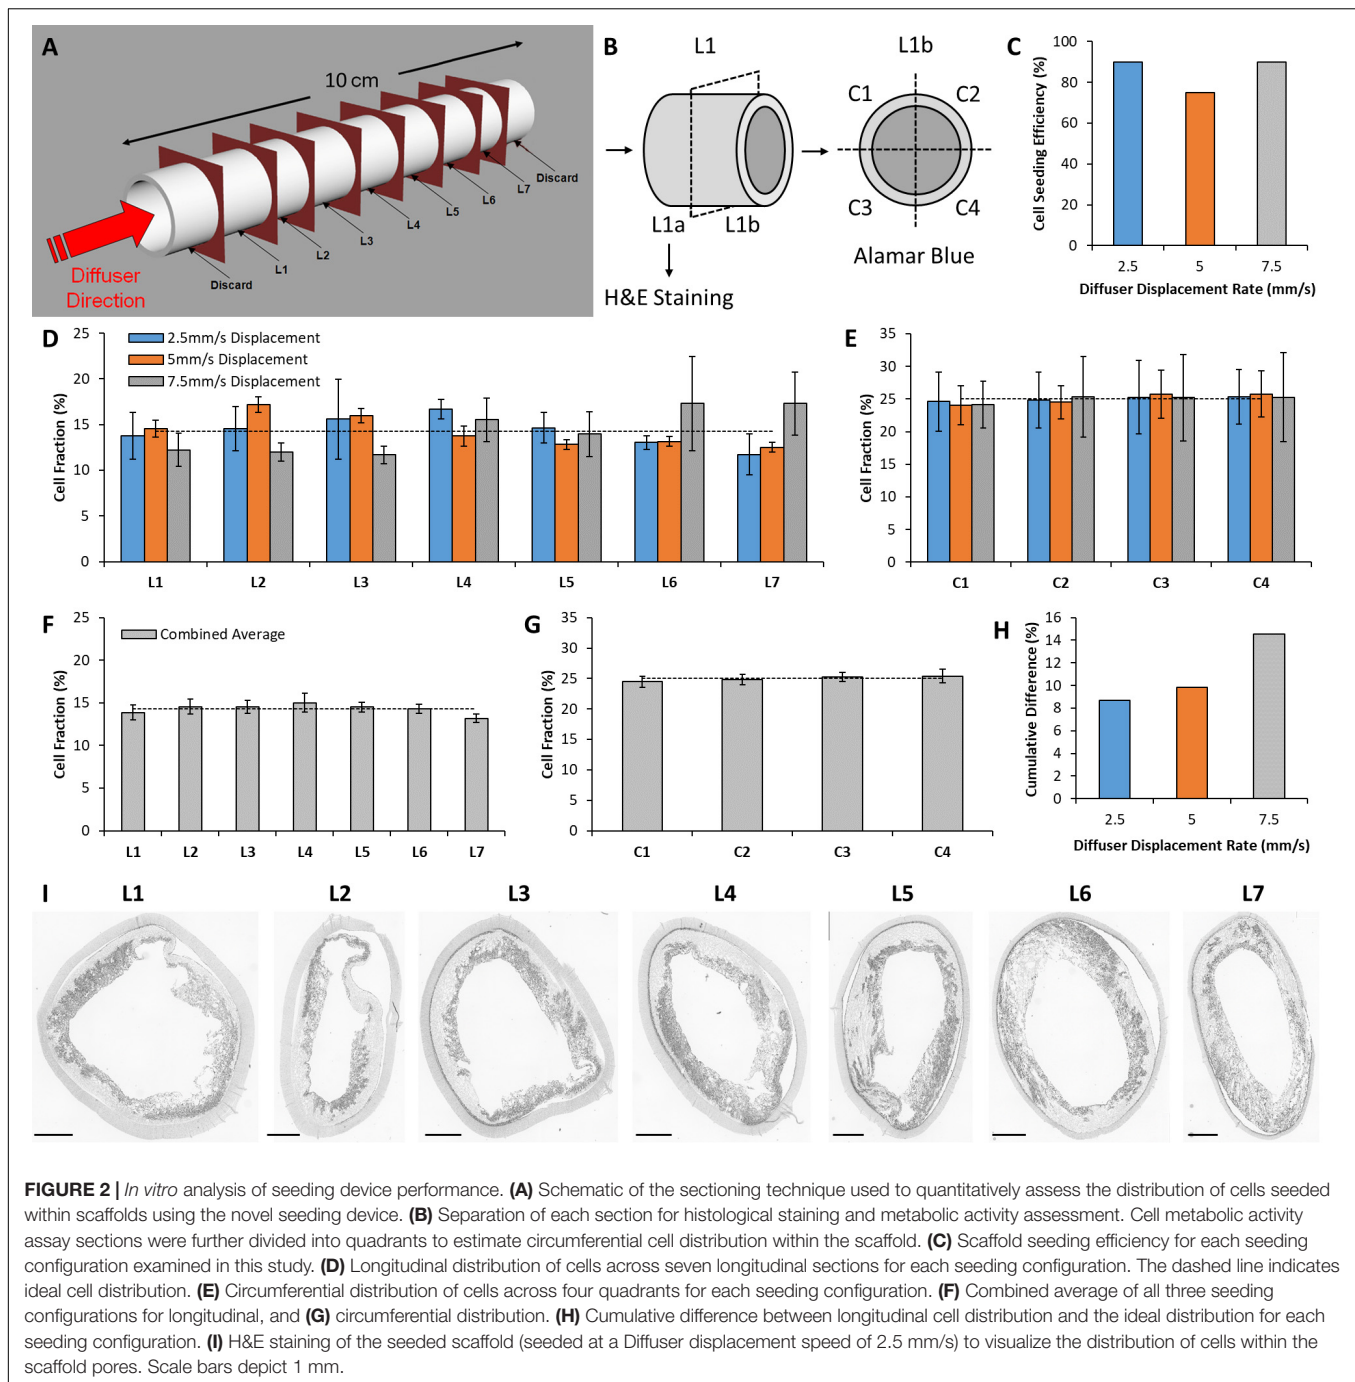 A
10 cm
Diffuser
Direction
Discard
L1
L2
L3
L4
L5
L6
L7
Discard
B
L1
L1b
C1
C2
C3
C4
L1a
L1b
H&E Staining
Alamar Blue
C
Cell Seeding Efficiency (%)
100
80
60
40
20
0
2.5
5
7.5
Diffuser Displacement Rate (mm/s)
D
2.5mm/s Displacement
5mm/s Displacement
7.5mm/s Displacement
Cell Fraction (%)
25
20
15
10
5
0
L1
L2
L3
L4
L5
L6
L7
E
Cell Fraction (%)
35
30
25
20
15
10
5
0
C1
C2
C3
C4
F
Combined Average
Cell Fraction (%)
25
20
15
10
5
0
L1
L2
L3
L4
L5
L6
L7
G
Cell Fraction (%)
35
30
25
20
15
10
5
0
C1
C2
C3
C4
H
Cumulative Difference (%)
16
14
12
10
8
6
4
2
0
2.5
5
7.5
Diffuser Displacement Rate (mm/s)
I
L1
L2
L3
L4
L5
L6
L7
FIGURE 2 | In vitro analysis of seeding device performance. (A) Schematic of the sectioning technique used to quantitatively assess the distribution of cells seeded
within scaffolds using the novel seeding device. (B) Separation of each section for histological staining and metabolic activity assessment. Cell metabolic activity
assay sections were further divided into quadrants to estimate circumferential cell distribution within the scaffold. (C) Scaffold seeding efficiency for each seeding
configuration examined in this study. (D) Longitudinal distribution of cells across seven longitudinal sections for each seeding configuration. The dashed line indicates
ideal cell distribution. (E) Circumferential distribution of cells across four quadrants for each seeding configuration. (F) Combined average of all three seeding
configurations for longitudinal, and (G) circumferential distribution. (H) Cumulative difference between longitudinal cell distribution and the ideal distribution for each
seeding configuration. (I) H&E staining of the seeded scaffold (seeded at a Diffuser displacement speed of 2.5 mm/s) to visualize the distribution of cells within the
scaffold pores. Scale bars depict 1 mm.